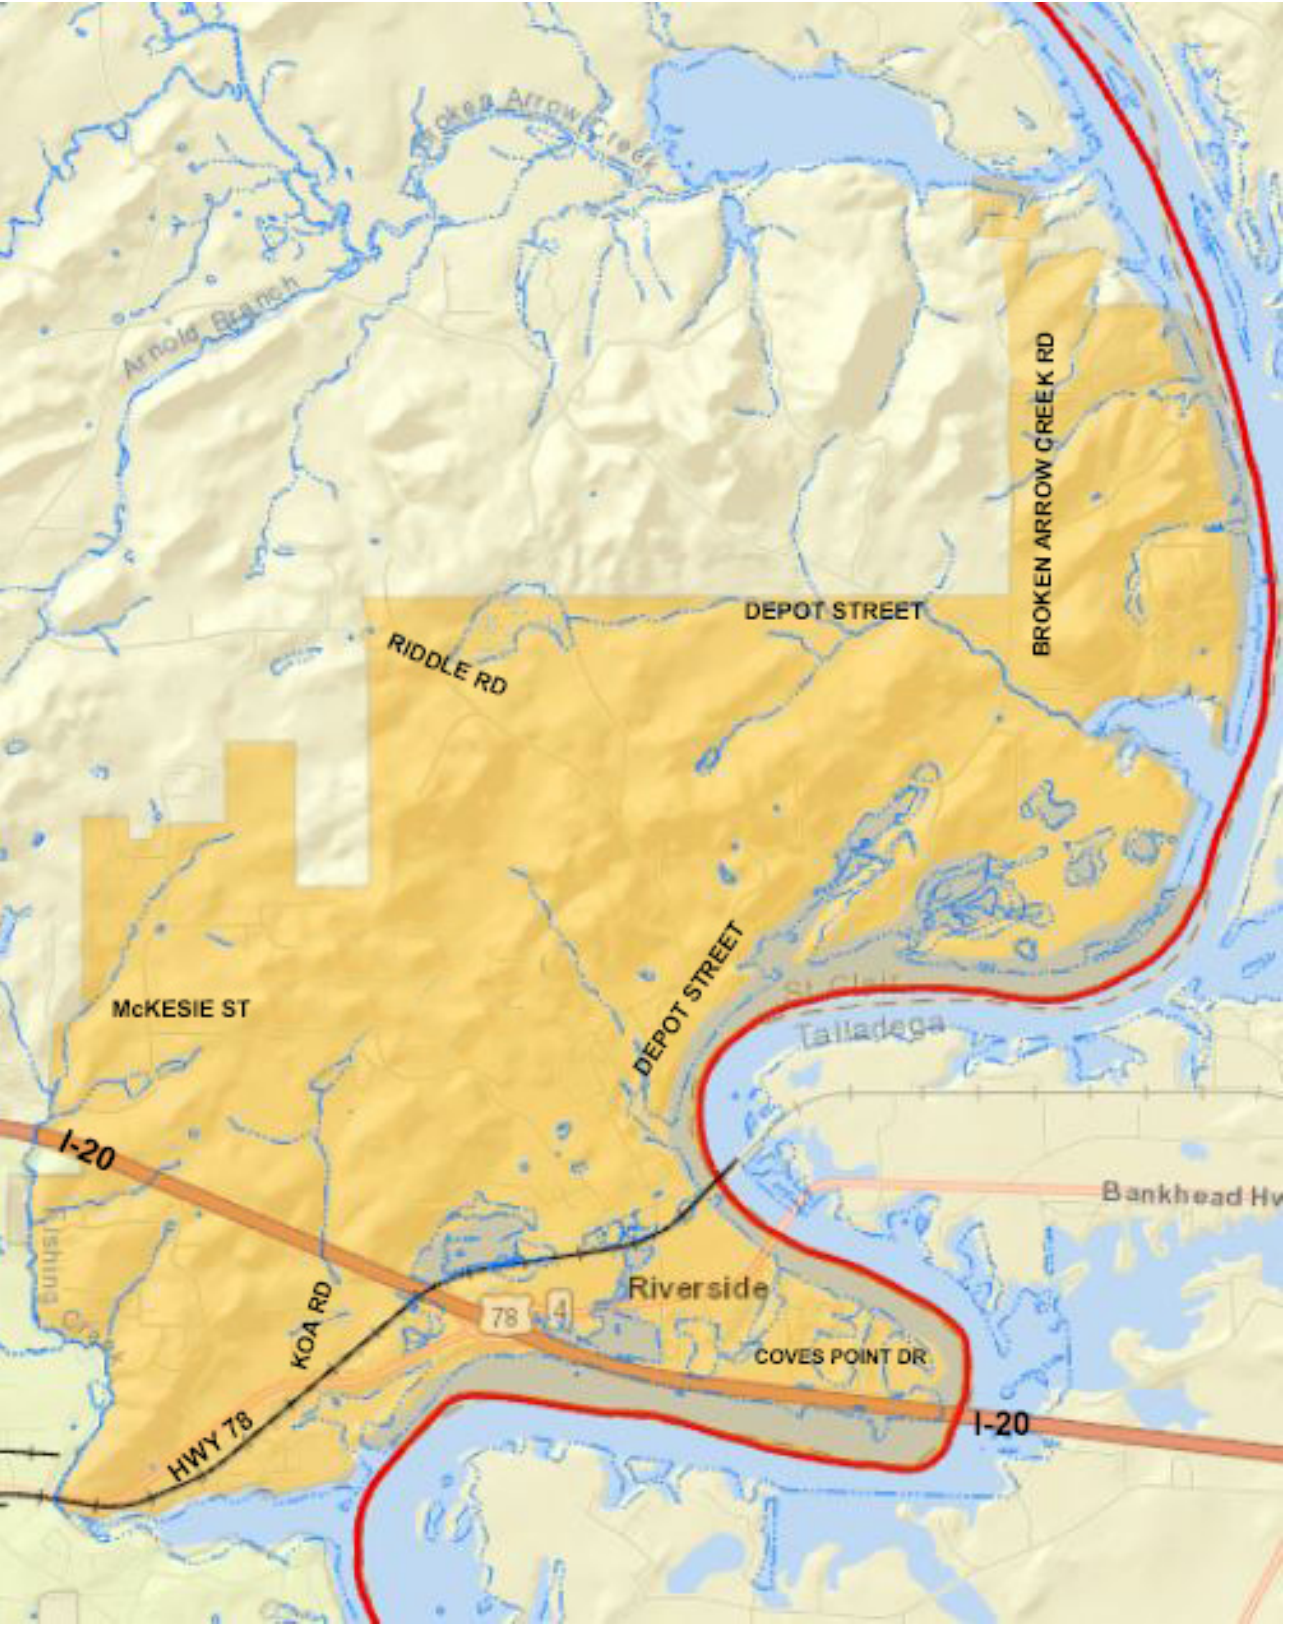 Broken Arrow Creek
Arnold Branch
BROKEN ARROW CREEK RD
DEPOT STREET
RIDDLE RD
DEPOT STREET
St. Clair
Talladega
McKESIE ST
I-20
Bankhead Hw
Fishing Creek
Riverside
78
4
KOA RD
COVES POINT DR
I-20
HWY 78